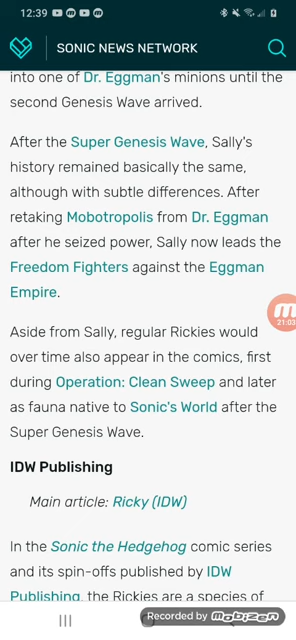 12:39
SONIC NEWS NETWORK
into one of Dr. Eggman's minions until the
second Genesis Wave arrived.
After the Super Genesis Wave, Sally's
history remained basically the same,
although with subtle differences. After
retaking Mobotropolis from Dr. Eggman
after he seized power, Sally now leads the
Freedom Fighters against the Eggman
Empire.
21:03
Aside from Sally, regular Rickies would
over time also appear in the comics, first
during Operation: Clean Sweep and later
as fauna native to Sonic's World after the
Super Genesis Wave.
IDW Publishing
Main article: Ricky (IDW)
In the Sonic the Hedgehog comic series
and its spin-offs published by IDW
Publishing, the Rickies are a species of
Recorded by mobizen